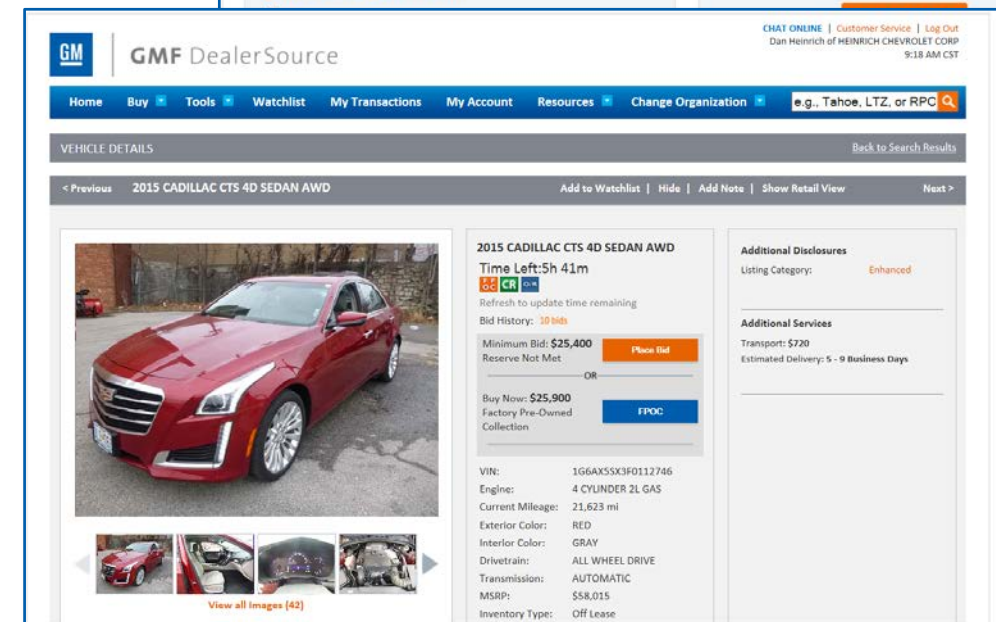 CHAT ONLINE | Customer Service | Log Out
Dan Heinrich of HEINRICH CHEVROLET CORP
9:18 AM CST
GM
GMF DealerSource
Home Buy Tools Watchlist My Transactions My Account Resources Change Organization e.g., Tahoe, LTZ, or RPC
VEHICLE DETAILS Back to Search Results
< Previous 2015 CADILLAC CTS 4D SEDAN AWD Add to Watchlist | Hide | Add Note | Show Retail View Next >
2015 CADILLAC CTS 4D SEDAN AWD
Time Left:5h 41m
CR
Refresh to update time remaining
Bid History: 10 bids
Minimum Bid: $25,400 Place Bid
Reserve Not Met
OR
Buy Now: $25,900
Factory Pre-Owned FPOC
Collection
VIN: 1G6AX5SX3F0112746
Engine: 4 CYLINDER 2L GAS
Current Mileage: 21,623 mi
Exterior Color: RED
Interior Color: GRAY
Drivetrain: ALL WHEEL DRIVE
Transmission: AUTOMATIC
MSRP: $58,015
Inventory Type: Off Lease
Additional Disclosures
Listing Category: Enhanced
Additional Services
Transport: $720
Estimated Delivery: 5 - 9 Business Days
View all images (42)